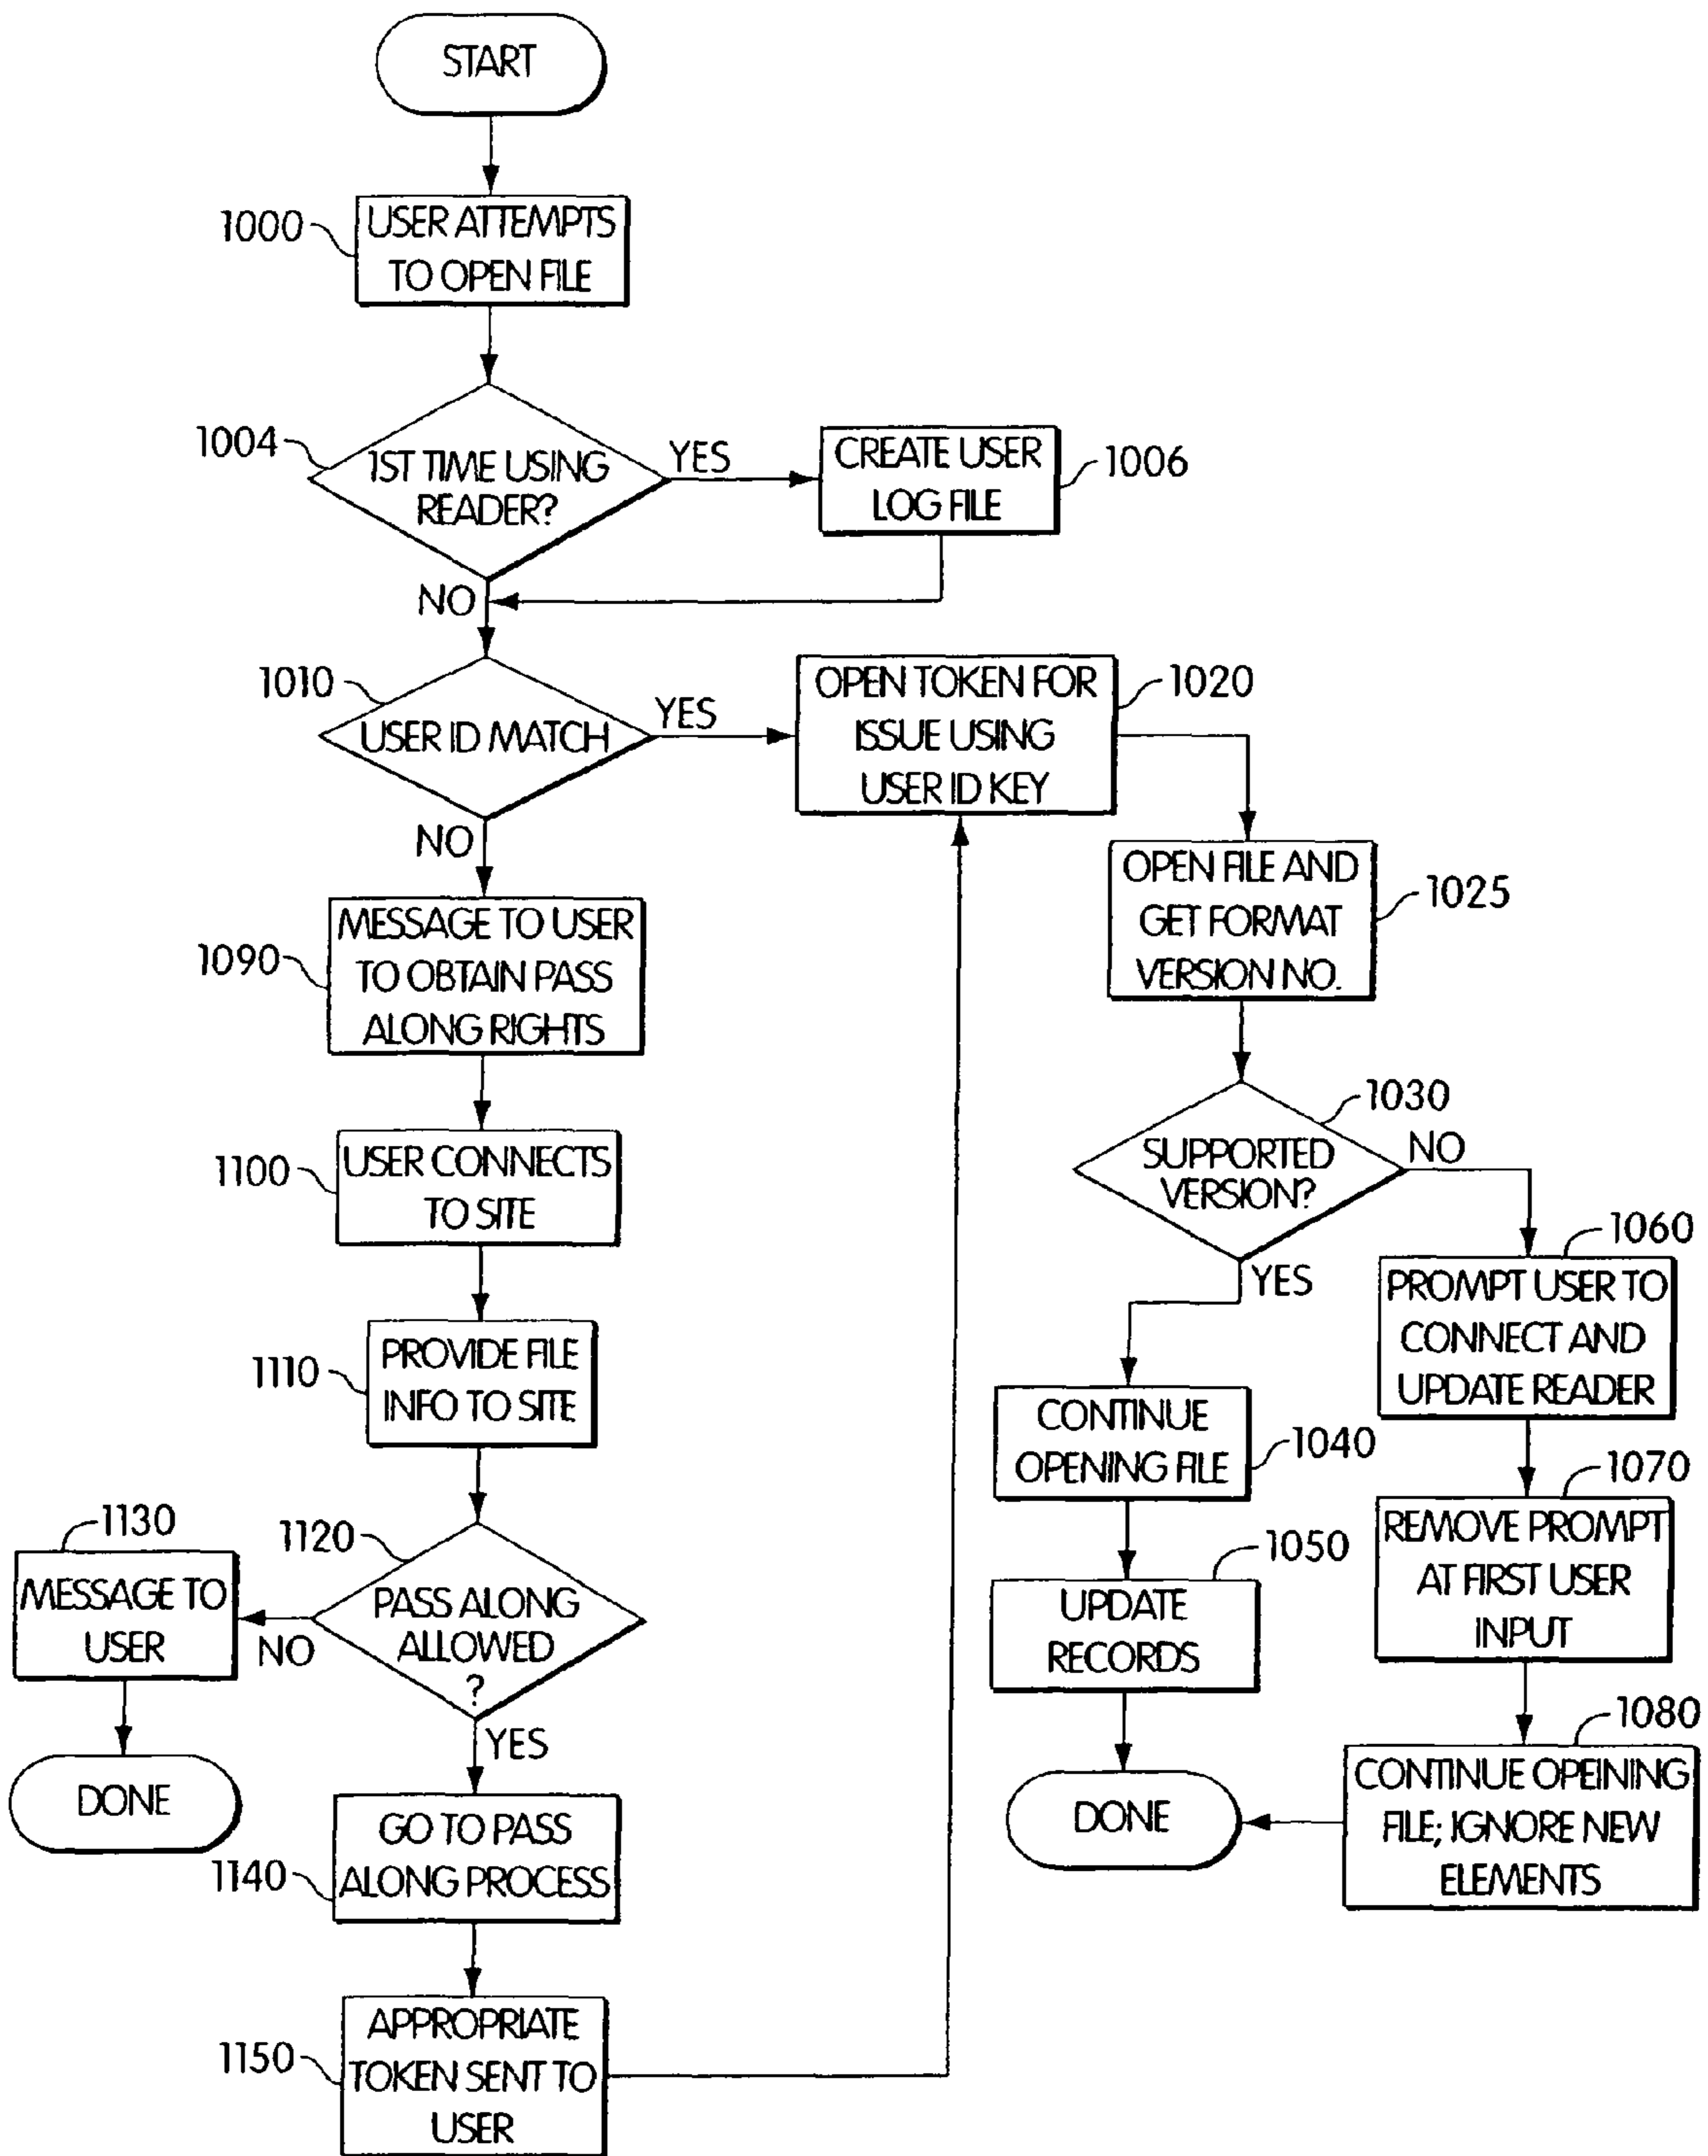 START
1000
USER ATTEMPTS
TO OPEN FILE
1004
1ST TIME USING
READER?
YES
CREATE USER
LOG FILE
1006
NO
1010
USER ID MATCH
YES
OPEN TOKEN FOR
ISSUE USING
USER ID KEY
1020
NO
OPEN FILE AND
GET FORMAT
VERSION NO.
1025
1090
MESSAGE TO USER
TO OBTAIN PASS
ALONG RIGHTS
1030
SUPPORTED
VERSION?
NO
YES
1100
USER CONNECTS
TO SITE
1060
PROMPT USER TO
CONNECT AND
UPDATE READER
1110
PROVIDE FILE
INFO TO SITE
CONTINUE
OPENING FILE
1040
1070
REMOVE PROMPT
AT FIRST USER
INPUT
1120
PASS ALONG
ALLOWED
?
NO
1130
MESSAGE TO
USER
DONE
YES
1050
UPDATE
RECORDS
DONE
1080
CONTINUE OPEINING
FILE; IGNORE NEW
ELEMENTS
1140
GO TO PASS
ALONG PROCESS
1150
APPROPRIATE
TOKEN SENT TO
USER